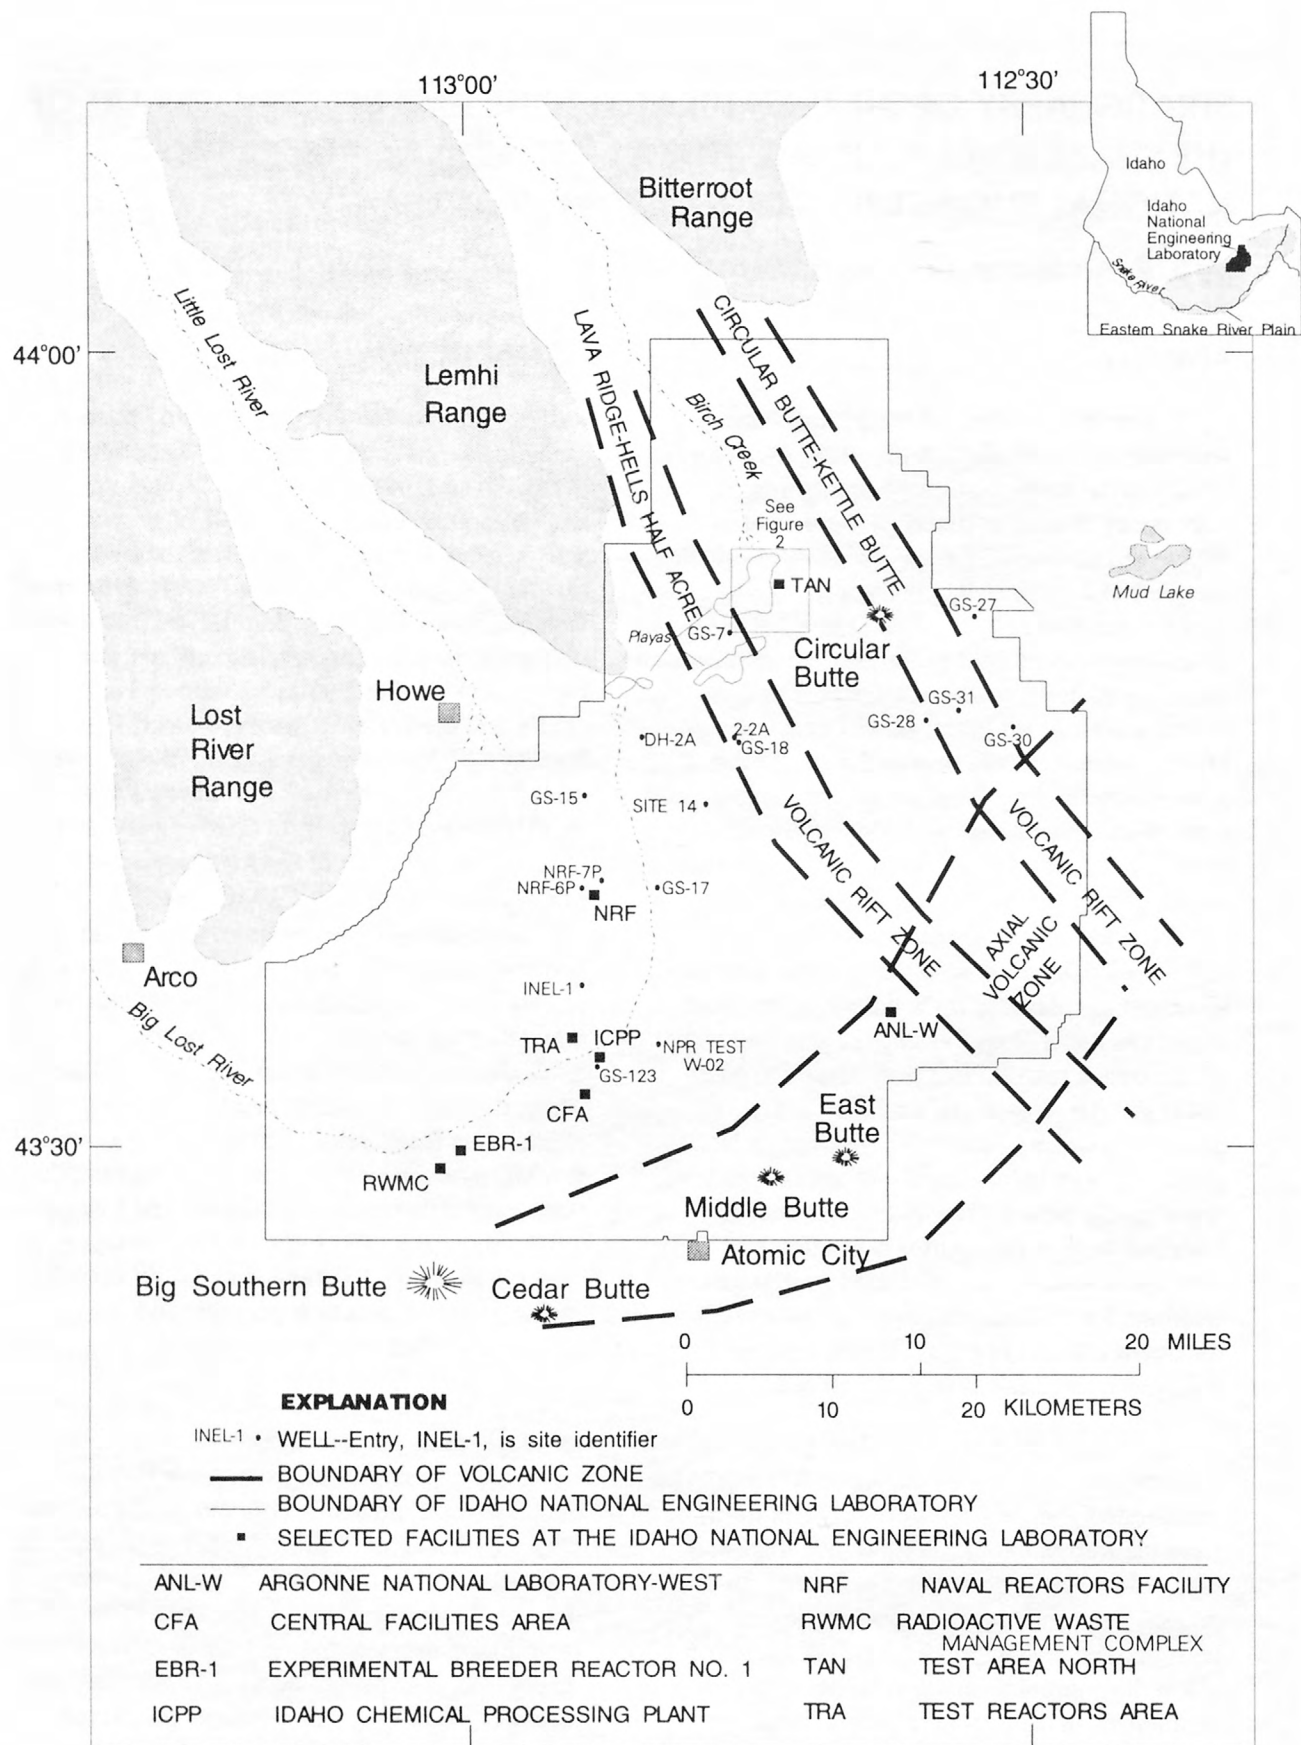 113°00'
112°30'
Idaho
Idaho
National
Engineering
Laboratory
Snake River
Eastern Snake River Plain
Bitterroot
Range
44°00'
Little Lost River
Lemhi
Range
LAVA RIDGE-HELLS HALF ACRE
VOLCANIC RIFT ZONE
CIRCULAR BUTTE-KETTLE BUTTE
VOLCANIC RIFT ZONE
Birch Creek
See
Figure
2
TAN
Mud Lake
GS-27
Playas
GS-7
Circular
Butte
Howe
GS-31
GS-28
GS-30
Lost
River
Range
DH-2A
2-2A
GS-18
GS-15
SITE 14
NRF-7P
NRF-6P
GS-17
NRF
AXIAL
VOLCANIC
ZONE
Arco
INEL-1
Big Lost River
ANL-W
TRA
ICPP
NPR TEST
W-02
GS-123
CFA
East
Butte
43°30'
EBR-1
RWMC
Middle Butte
Atomic City
Big Southern Butte
Cedar Butte
0 10 20 MILES
0 10 20 KILOMETERS
EXPLANATION
INEL-1 • WELL--Entry, INEL-1, is site identifier
BOUNDARY OF VOLCANIC ZONE
BOUNDARY OF IDAHO NATIONAL ENGINEERING LABORATORY
SELECTED FACILITIES AT THE IDAHO NATIONAL ENGINEERING LABORATORY
ANL-W ARGONNE NATIONAL LABORATORY-WEST
CFA CENTRAL FACILITIES AREA
EBR-1 EXPERIMENTAL BREEDER REACTOR NO. 1
ICPP IDAHO CHEMICAL PROCESSING PLANT
NRF NAVAL REACTORS FACILITY
RWMC RADIOACTIVE WASTE
MANAGEMENT COMPLEX
TAN TEST AREA NORTH
TRA TEST REACTORS AREA